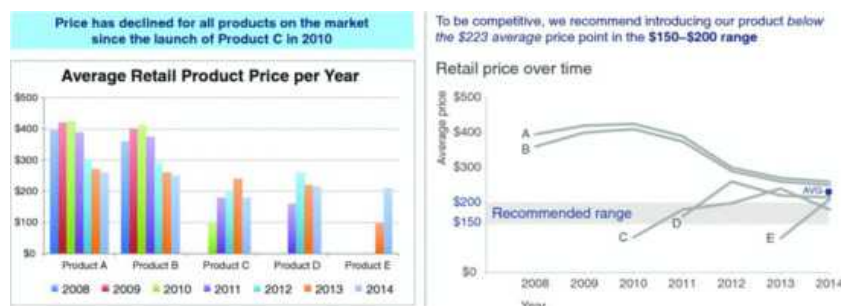 Price has declined for all products on the market
since the launch of Product C in 2010
Average Retail Product Price per Year
$500
$400
$300
$200
$100
$0
Product A
Product B
Product C
Product D
Product E
2008
2009
2010
2011
2012
2013
2014
To be competitive, we recommend introducing our product below
the $223 average price point in the $150–$200 range
Retail price over time
Average price
$500
$400
$300
$200
$150
$0
A
B
C
D
E
AVG
Recommended range
2008
2009
2010
2011
2012
2013
2014
Year